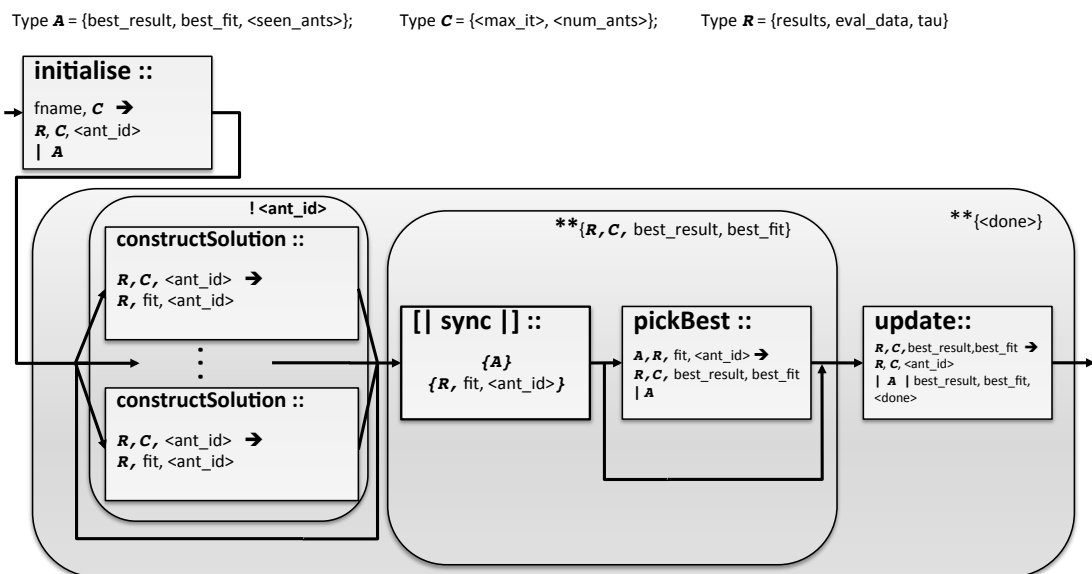 Type A = {best_result, best_fit, <seen_ants>}; Type C = {<max_it>, <num_ants>}; Type R = {results, eval_data, tau}
initialise ::
fname, C ➔
R, C, <ant_id>
| A
! <ant_id>
constructSolution ::
R, C, <ant_id> ➔
R, fit, <ant_id>
⋮
constructSolution ::
R, C, <ant_id> ➔
R, fit, <ant_id>
**{R, C, best_result, best_fit}
[| sync |] ::
{A}
{R, fit, <ant_id>}
pickBest ::
A, R, fit, <ant_id> ➔
R, C, best_result, best_fit
| A
**{<done>}
update::
R, C, best_result,best_fit ➔
R, C, <ant_id>
| A | best_result, best_fit,
<done>